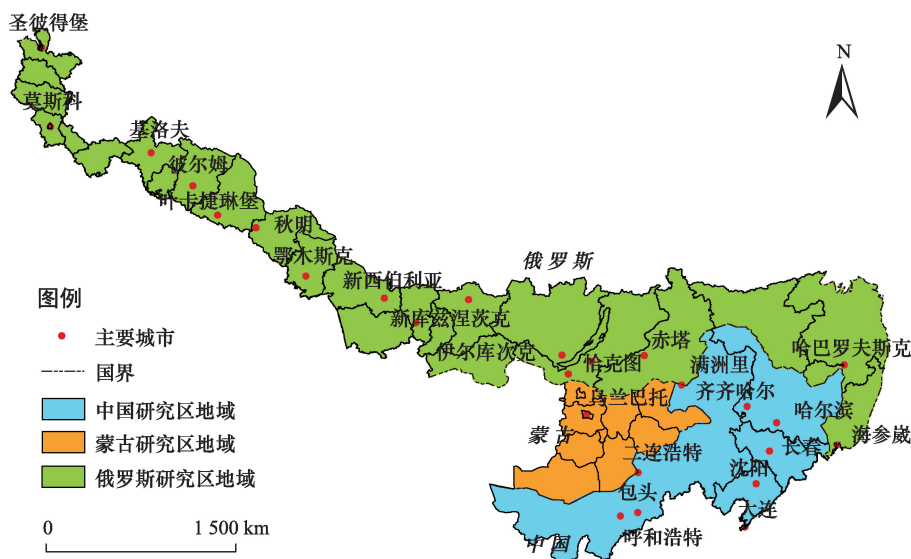 圣彼得堡
N
莫斯科
基洛夫
彼尔姆
叶卡捷琳堡
秋明
鄂木斯克
俄罗斯
新西伯利亚
图例
新库兹涅茨克
主要城市
伊尔库次克
恰克图
赤塔
满洲里
哈巴罗夫斯克
国界
乌兰巴托
齐齐哈尔
中国研究区地域
哈尔滨
蒙古
海参崴
蒙古研究区地域
二连浩特
长春
沈阳
俄罗斯研究区地域
包头
大连
0 1 500 km
中国
呼和浩特